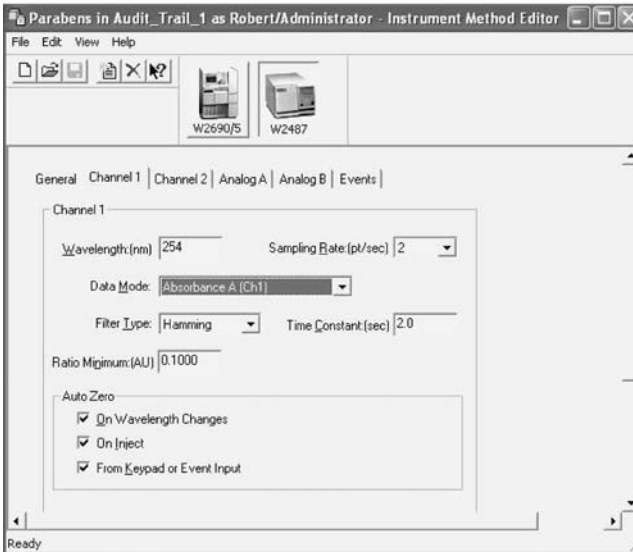 Parabens in Audit_Trail_1 as Robert/Administrator - Instrument Method Editor
File Edit View Help
W2690/5 W2487
General Channel 1 Channel 2 Analog A Analog B Events
Channel 1
Wavelength:(nm) 254 Sampling Rate:(pt/sec) 2
Data Mode: Absorbance A (Ch1)
Filter Type: Hamming Time Constant:(sec) 2.0
Ratio Minimum:(AU) 0.1000
Auto Zero
On Wavelength Changes
On Inject
From Keypad or Event Input
Ready